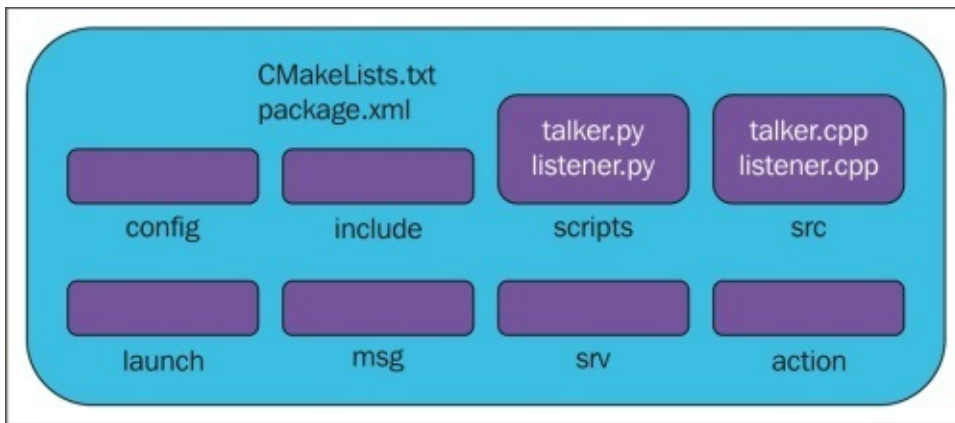 CMakeLists.txt
package.xml
talker.py
listener.py
talker.cpp
listener.cpp
config
include
scripts
src
launch
msg
srv
action